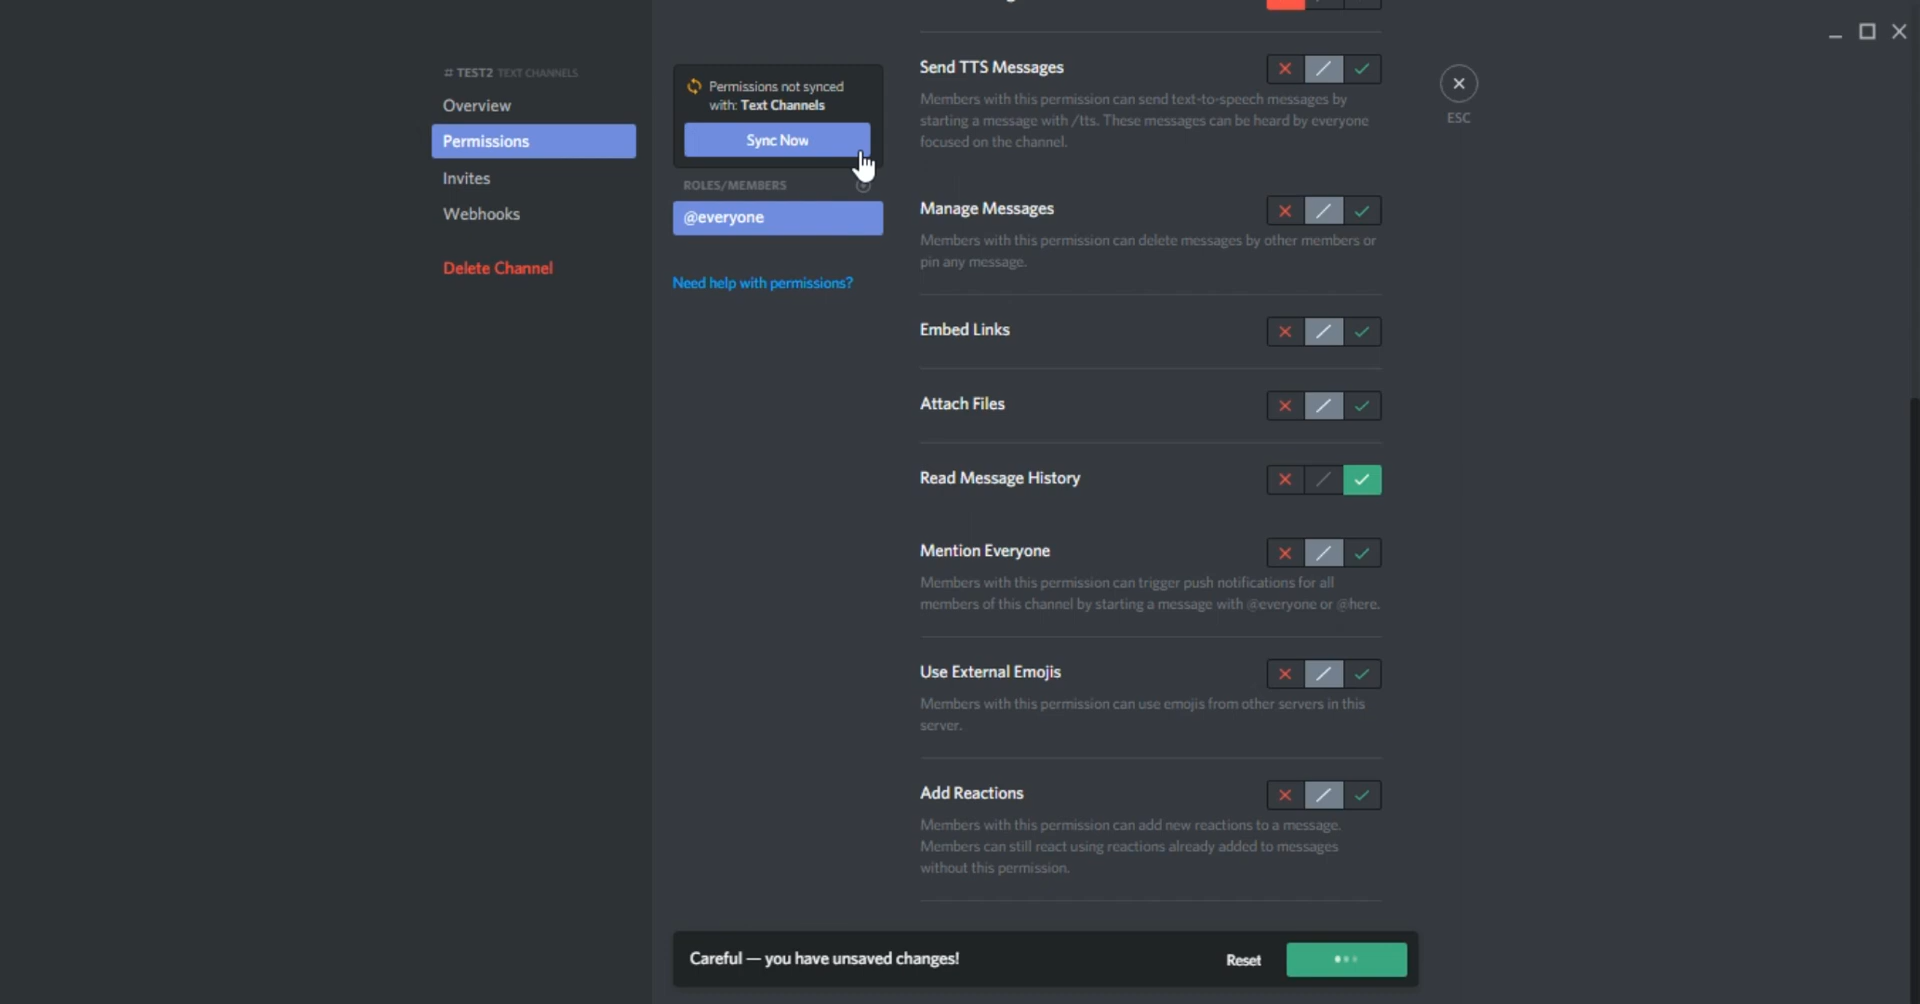 # TEST2 TEXT CHANNELS
Overview
Permissions
Invites
Webhooks
Delete Channel
Permissions not synced
with: Text Channels
Sync Now
ROLES/MEMBERS
@everyone
Need help with permissions?
Send TTS Messages
Members with this permission can send text-to-speech messages by
starting a message with /tts. These messages can be heard by everyone
focused on the channel.
Manage Messages
Members with this permission can delete messages by other members or
pin any message.
Embed Links
Attach Files
Read Message History
Mention Everyone
Members with this permission can trigger push notifications for all
members of this channel by starting a message with @everyone or @here.
Use External Emojis
Members with this permission can use emojis from other servers in this
server.
Add Reactions
Members with this permission can add new reactions to a message.
Members can still react using reactions already added to messages
without this permission.
ESC
Careful — you have unsaved changes!
Reset